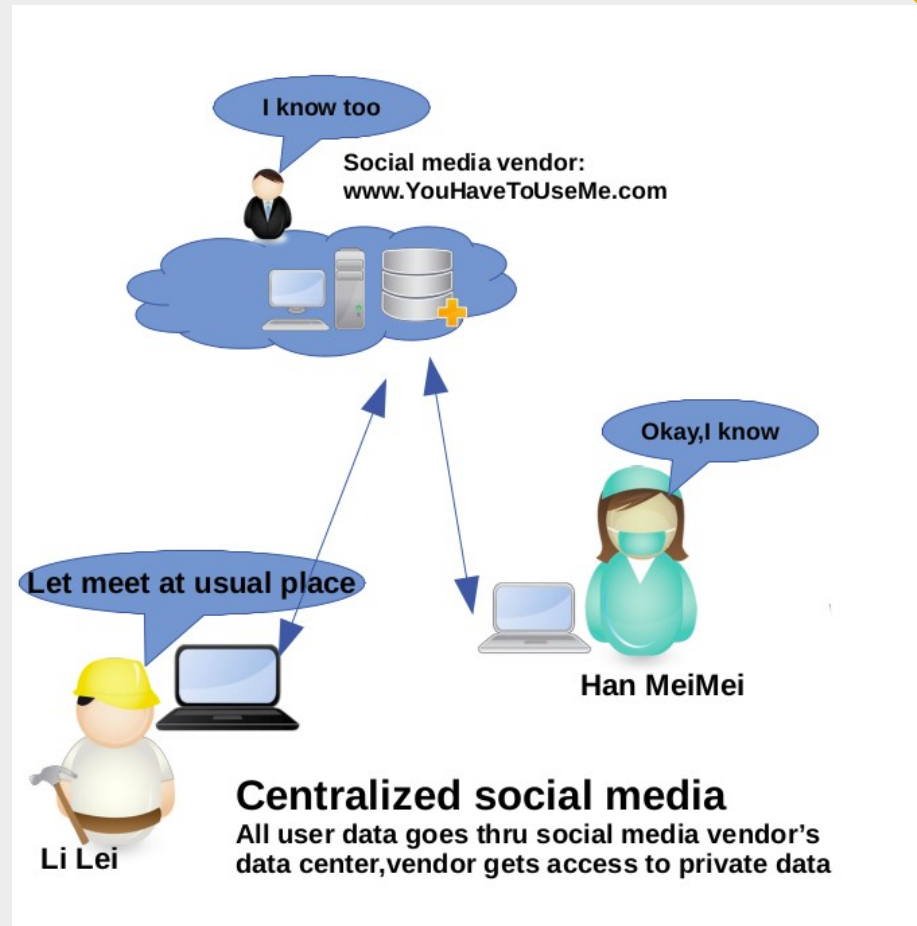 I know too
Social media vendor:
www.YouHaveToUseMe.com
Okay,I know
Let meet at usual place
Han MeiMei
Li Lei
Centralized social media
All user data goes thru social media vendor's
data center,vendor gets access to private data